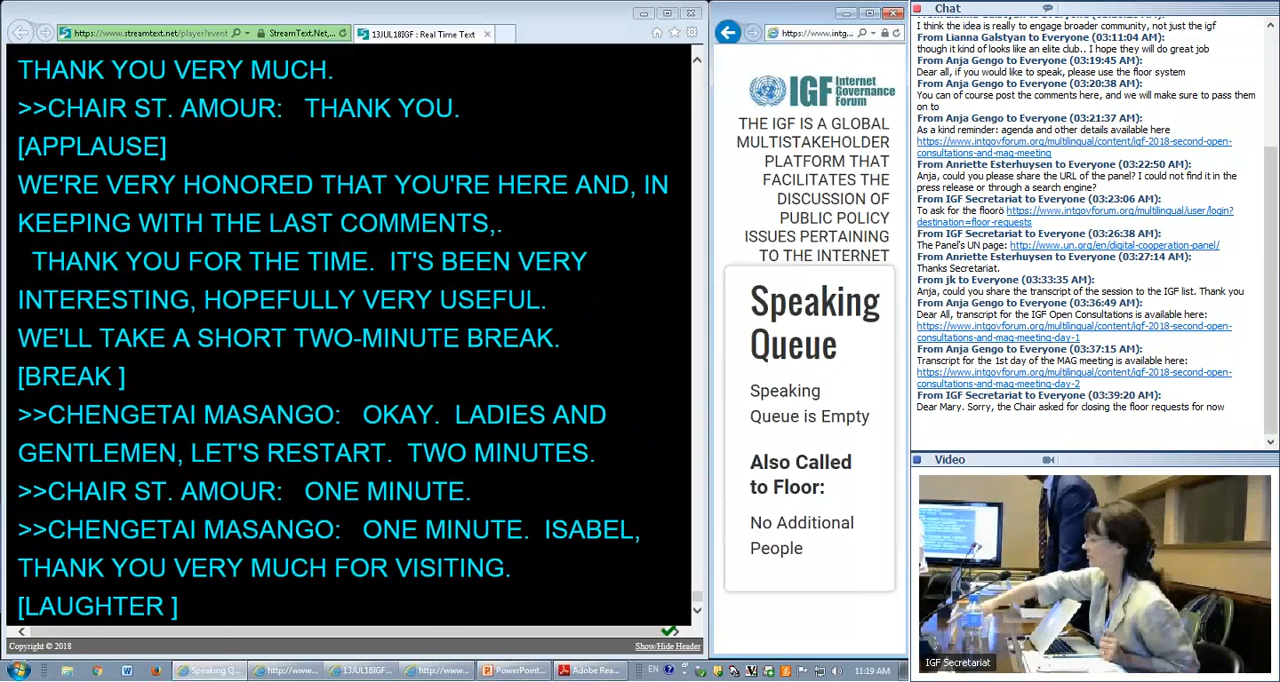 https://www.streamtext.net/player?event
StreamText.Net,
13JUL18IGF : Real Time Text
THANK YOU VERY MUCH.
>>CHAIR ST. AMOUR:   THANK YOU.
[APPLAUSE]
WE'RE VERY HONORED THAT YOU'RE HERE AND, IN
KEEPING WITH THE LAST COMMENTS,.
THANK YOU FOR THE TIME.  IT'S BEEN VERY
INTERESTING, HOPEFULLY VERY USEFUL.
WE'LL TAKE A SHORT TWO-MINUTE BREAK.
[BREAK ]
>>CHENGETAI MASANGO:   OKAY.  LADIES AND
GENTLEMEN, LET'S RESTART.  TWO MINUTES.
>>CHAIR ST. AMOUR:   ONE MINUTE.
>>CHENGETAI MASANGO:   ONE MINUTE.  ISABEL,
THANK YOU VERY MUCH FOR VISITING.
[LAUGHTER ]
Copyright © 2018
Show/Hide Header
https://www.intg...
IGF Internet
Governance
Forum
THE IGF IS A GLOBAL
MULTISTAKEHOLDER
PLATFORM THAT
FACILITATES THE
DISCUSSION OF
PUBLIC POLICY
ISSUES PERTAINING
TO THE INTERNET
Speaking
Queue
Speaking
Queue is Empty
Also Called
to Floor:
No Additional
People
Chat
I think the idea is really to engage broader community, not just the igf
From Lianna Galstyan to Everyone (03:11:04 AM):
though it kind of looks like an elite club.. I hope they will do great job
From Anja Gengo to Everyone (03:19:45 AM):
Dear all, if you would like to speak, please use the floor system
From Anja Gengo to Everyone (03:20:38 AM):
You can of course post the comments here, and we will make sure to pass them
on to
From Anja Gengo to Everyone (03:21:37 AM):
As a kind reminder: agenda and other details available here
https://www.intgovforum.org/multilingual/content/igf-2018-second-open-
consultations-and-mag-meeting
From Anriette Esterhuysen to Everyone (03:22:50 AM):
Anja, could you please share the URL of the panel? I could not find it in the
press release or through a search engine?
From IGF Secretariat to Everyone (03:23:06 AM):
To ask for the floorö https://www.intgovforum.org/multilingual/user/login?
destination=floor-requests
From IGF Secretariat to Everyone (03:26:38 AM):
The Panel's UN page: http://www.un.org/en/digital-cooperation-panel/
From Anriette Esterhuysen to Everyone (03:27:14 AM):
Thanks Secretariat.
From jk to Everyone (03:33:35 AM):
Anja, could you share the transcript of the session to the IGF list. Thank you
From Anja Gengo to Everyone (03:36:49 AM):
Dear All, transcript for the IGF Open Consultations is available here:
https://www.intgovforum.org/multilingual/content/igf-2018-second-open-
consultations-and-mag-meeting-day-1
From Anja Gengo to Everyone (03:37:15 AM):
Transcript for the 1st day of the MAG meeting is available here:
https://www.intgovforum.org/multilingual/content/igf-2018-second-open-
consultations-and-mag-meeting-day-2
From IGF Secretariat to Everyone (03:39:20 AM):
Dear Mary. Sorry, the Chair asked for closing the floor requests for now
Video
IGF Secretariat
Speaking Q...
http://www...
13JUL18IGF...
http://www...
PowerPoint...
Adobe Rea...
EN
11:19 AM